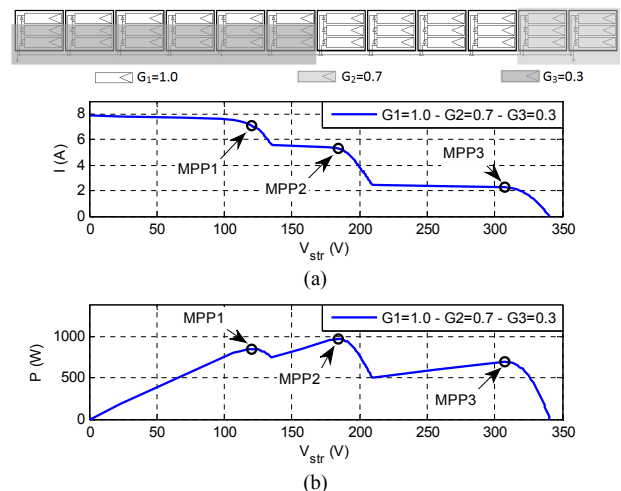 G1=1.0
G2=0.7
G3=0.3
8
6
4
2
0
I (A)
G1=1.0 - G2=0.7 - G3=0.3
MPP1
MPP2
MPP3
0 50 100 150 200 250 300 350
V_str (V)
(a)
1000
500
0
P (W)
G1=1.0 - G2=0.7 - G3=0.3
MPP1
MPP2
MPP3
0 50 100 150 200 250 300 350
V_str (V)
(b)